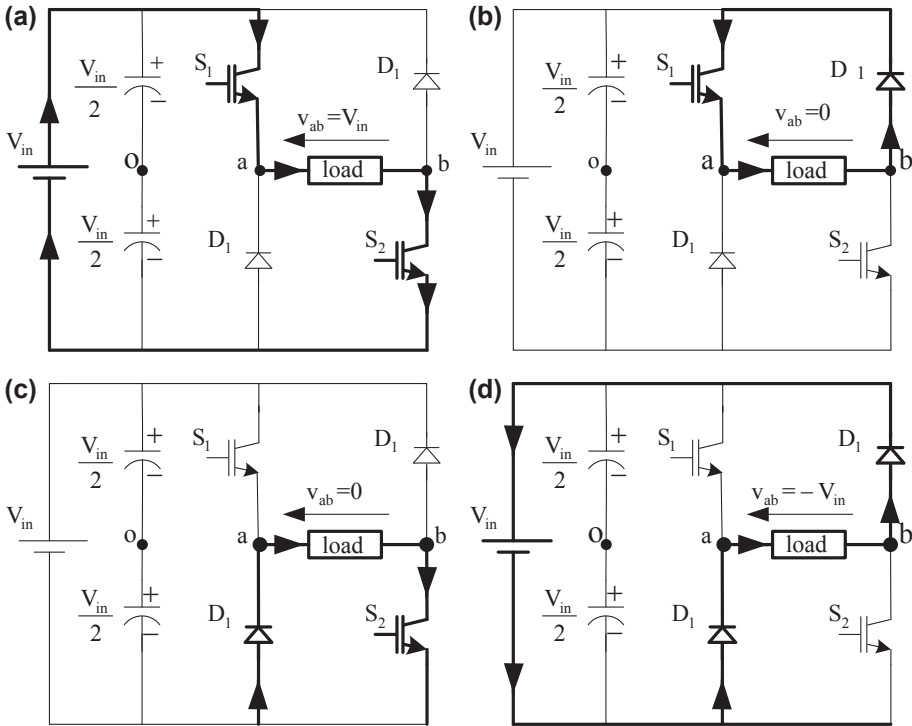 (a)
V_in/2
+
−
S_1
D_1
v_ab=V_in
V_in
o
a
load
b
V_in/2
+
−
D_1
S_2
(b)
V_in/2
+
−
S_1
D 1
v_ab=0
V_in
o
a
load
b
V_in/2
+
−
D_1
S_2
(c)
V_in/2
+
−
S_1
D_1
v_ab=0
V_in
o
a
load
b
V_in/2
+
−
D_1
S_2
(d)
V_in/2
+
−
S_1
D_1
v_ab=−V_in
V_in
o
a
load
b
V_in/2
+
−
D_1
S_2